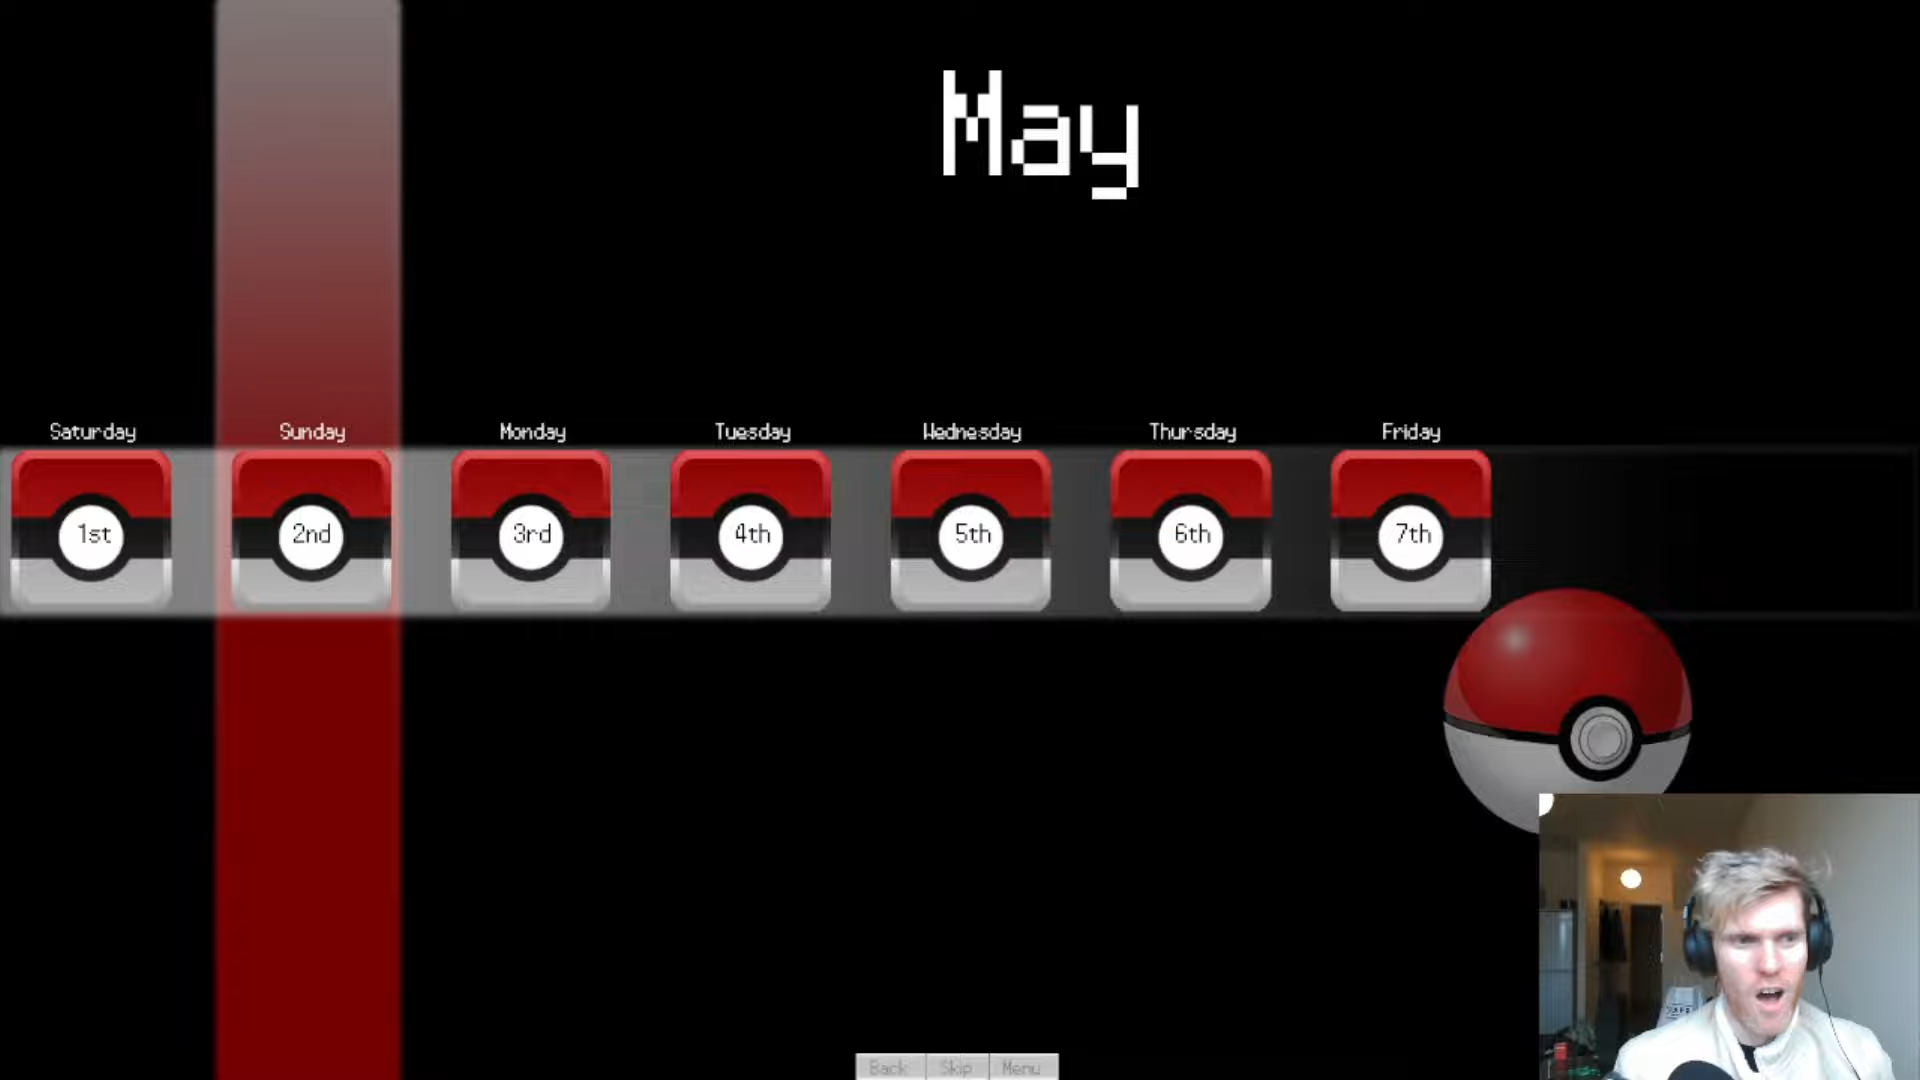 May
Saturday Sunday Monday Tuesday Wednesday Thursday Friday
1st 2nd 3rd 4th 5th 6th 7th
Back Skip Menu